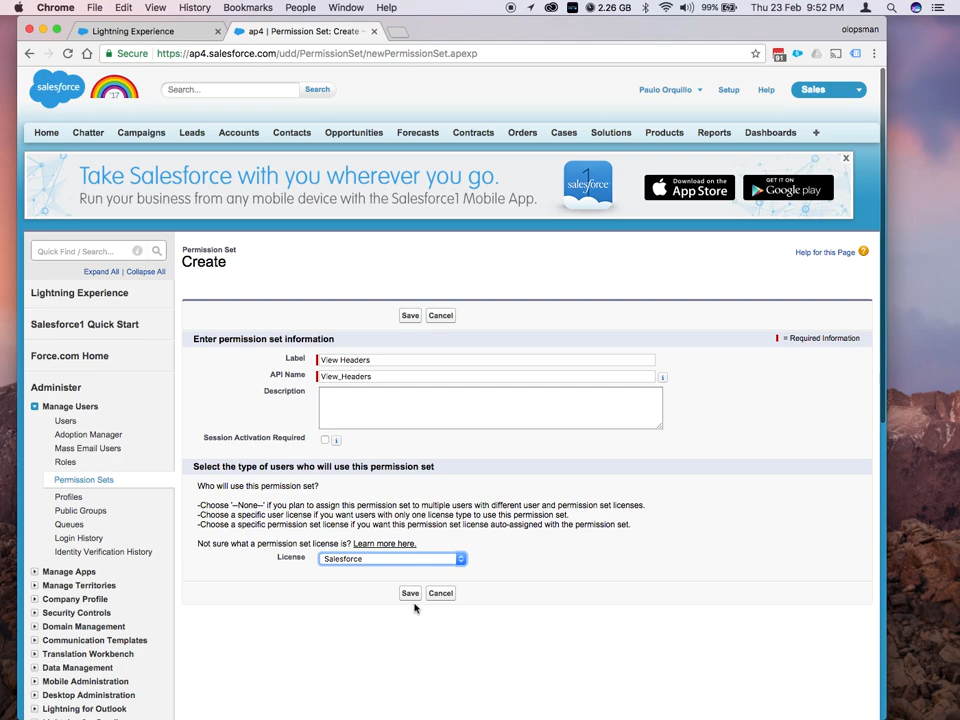 Chrome File Edit View History Bookmarks People Window Help 2.26 GB 99% Thu 23 Feb 9:52 PM
Lightning Experience × ap4 | Permission Set: Create - × olopsman
Secure https://ap4.salesforce.com/udd/PermissionSet/newPermissionSet.apexp 91
salesforce '17 Search... Search Paulo Orquillo Setup Help Sales
Home Chatter Campaigns Leads Accounts Contacts Opportunities Forecasts Contracts Orders Cases Solutions Products Reports Dashboards +
Take Salesforce with you wherever you go.
Run your business from any mobile device with the Salesforce1 Mobile App.
salesforce 1
Download on the App Store
GET IT ON Google play
X
Quick Find / Search... i
Expand All | Collapse All
Lightning Experience
Salesforce1 Quick Start
Force.com Home
Administer
Manage Users
Users
Adoption Manager
Mass Email Users
Roles
Permission Sets
Profiles
Public Groups
Queues
Login History
Identity Verification History
Manage Apps
Manage Territories
Company Profile
Security Controls
Domain Management
Communication Templates
Translation Workbench
Data Management
Mobile Administration
Desktop Administration
Lightning for Outlook
Permission Set
Create
Help for this Page ?
Save Cancel
Enter permission set information
= Required Information
Label View Headers
API Name View_Headers i
Description
Session Activation Required i
Select the type of users who will use this permission set
Who will use this permission set?
-Choose '--None--' if you plan to assign this permission set to multiple users with different user and permission set licenses.
-Choose a specific user license if you want users with only one license type to use this permission set.
-Choose a specific permission set license if you want this permission set license auto-assigned with the permission set.
Not sure what a permission set license is? Learn more here.
License Salesforce
Save Cancel